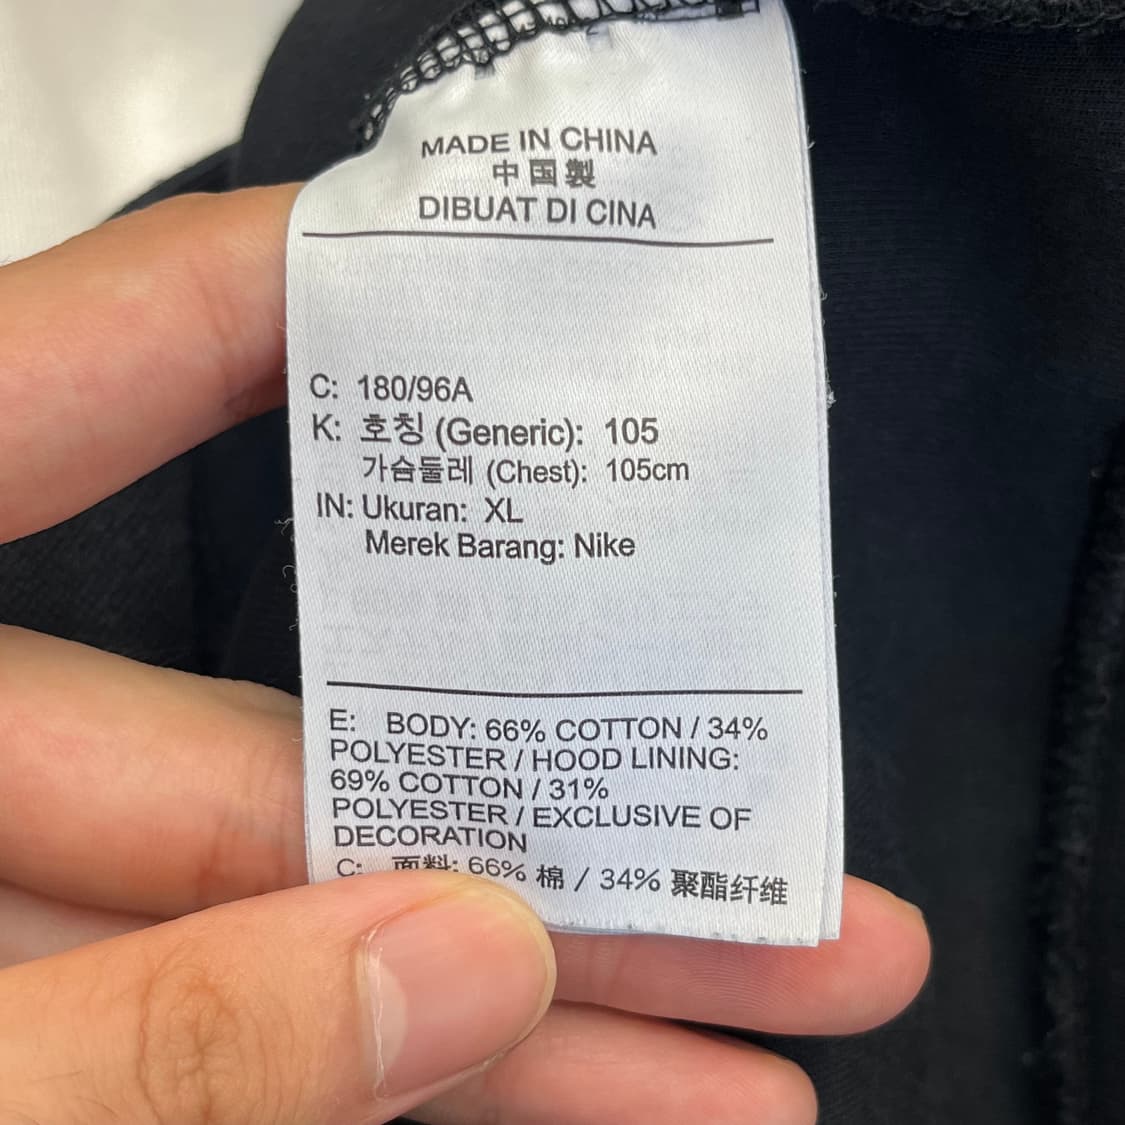 MADE IN CHINA
中国製
DIBUAT DI CINA
C: 180/96A
K: 호칭 (Generic): 105
가슴둘레 (Chest): 105cm
IN: Ukuran: XL
Merek Barang: Nike
E: BODY: 66% COTTON / 34%
POLYESTER / HOOD LINING:
69% COTTON / 31%
POLYESTER / EXCLUSIVE OF
DECORATION
C: 面料: 66% 棉 / 34% 聚酯纤维